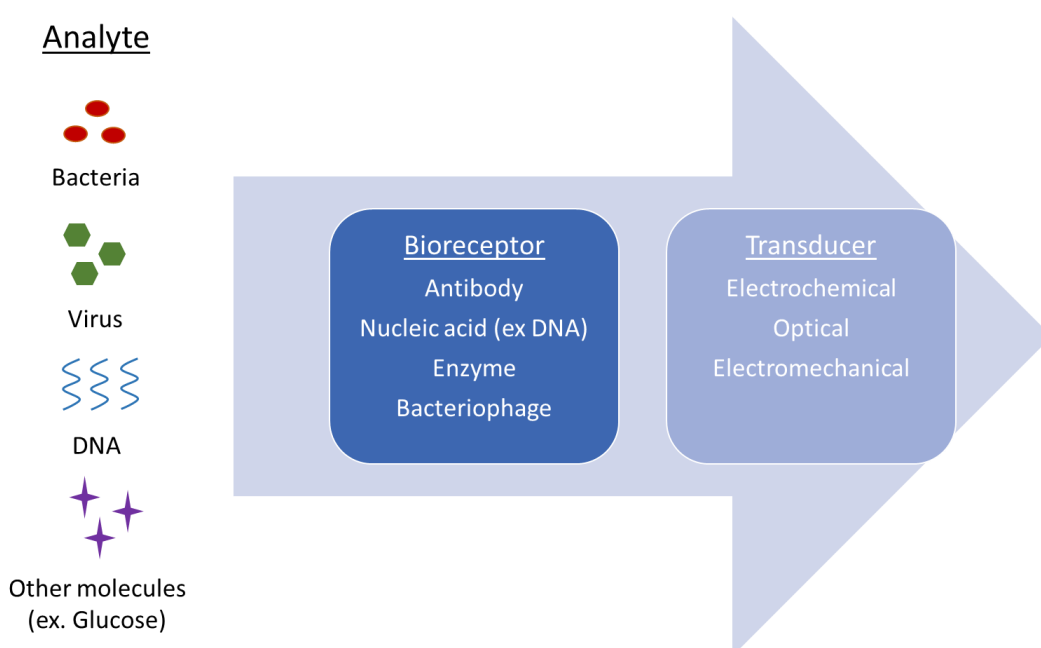 Analyte
Bacteria
Virus
DNA
Other molecules
(ex. Glucose)
Bioreceptor
Antibody
Nucleic acid (ex DNA)
Enzyme
Bacteriophage
Transducer
Electrochemical
Optical
Electromechanical